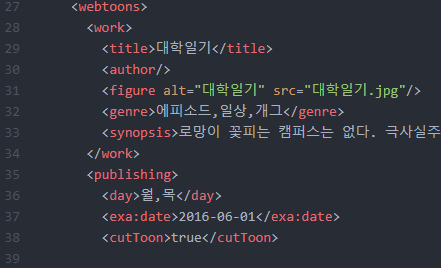 27 <webtoons>
28 <work>
29 <title>대학일기</title>
30 <author/>
31 <figure alt="대학일기" src="대학일기.jpg"/>
32 <genre>에피소드,일상,개그</genre>
33 <synopsis>로망이 꽃피는 캠퍼스는 없다. 극사실주
34 </work>
35 <publishing>
36 <day>월,목</day>
37 <exa:date>2016-06-01</exa:date>
38 <cutToon>true</cutToon>
39